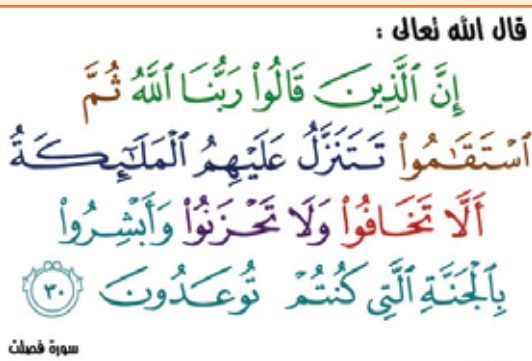 قال الله تعالى :
إِنَّ ٱلَّذِينَ قَالُوا۟ رَبُّنَا ٱللَّهُ ثُمَّ
ٱسْتَقَـٰمُوا۟ تَتَنَزَّلُ عَلَيْهِمُ ٱلْمَلَـٰٓئِكَةُ
أَلَّا تَخَافُوا۟ وَلَا تَحْزَنُوا۟ وَأَبْشِرُوا۟
بِٱلْجَنَّةِ ٱلَّتِى كُنتُمْ تُوعَدُونَ ٣٠
سورة فصلت